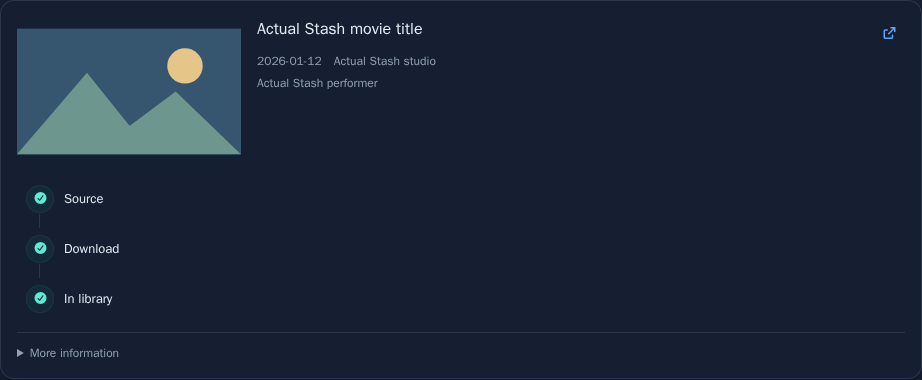 Actual Stash movie title
2026-01-12 Actual Stash studio
Actual Stash performer
Source
Download
In library
More information